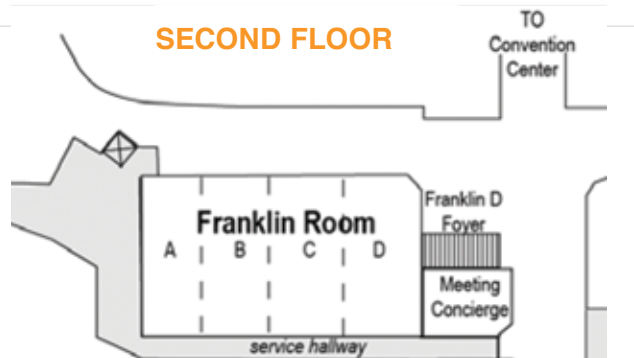 SECOND FLOOR
TO
Convention
Center
Franklin D
Foyer
Franklin Room
A B C D
Meeting
Concierge
service hallway